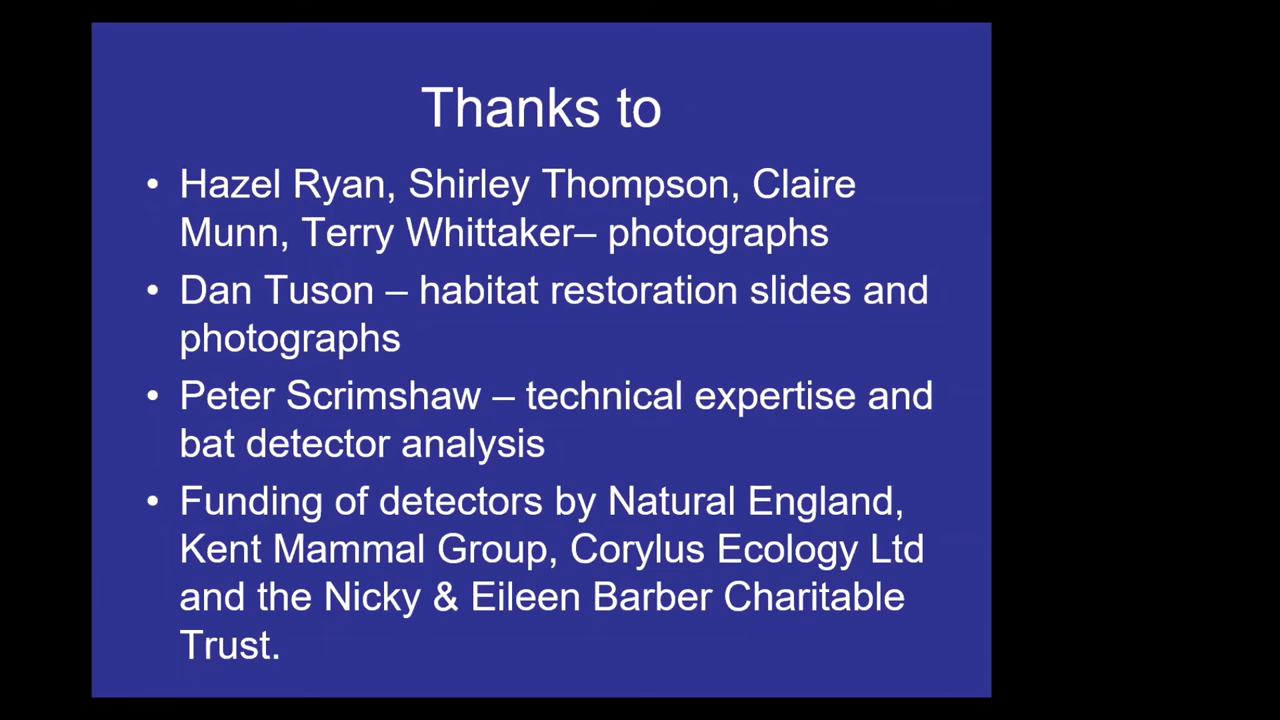 Thanks to
• Hazel Ryan, Shirley Thompson, Claire
Munn, Terry Whittaker– photographs
• Dan Tuson – habitat restoration slides and
photographs
• Peter Scrimshaw – technical expertise and
bat detector analysis
• Funding of detectors by Natural England,
Kent Mammal Group, Corylus Ecology Ltd
and the Nicky & Eileen Barber Charitable
Trust.